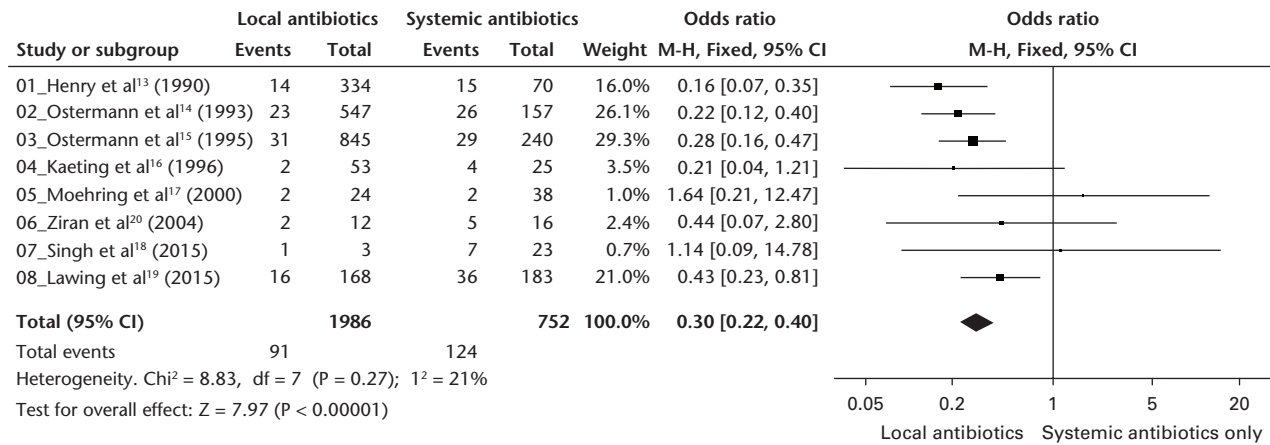 Local antibiotics Systemic antibiotics Odds ratio Odds ratio
Study or subgroup Events Total Events Total Weight M-H, Fixed, 95% CI M-H, Fixed, 95% CI
01_Henry et al¹³ (1990) 14 334 15 70 16.0% 0.16 [0.07, 0.35]
02_Ostermann et al¹⁴ (1993) 23 547 26 157 26.1% 0.22 [0.12, 0.40]
03_Ostermann et al¹⁵ (1995) 31 845 29 240 29.3% 0.28 [0.16, 0.47]
04_Kaeting et al¹⁶ (1996) 2 53 4 25 3.5% 0.21 [0.04, 1.21]
05_Moehring et al¹⁷ (2000) 2 24 2 38 1.0% 1.64 [0.21, 12.47]
06_Ziran et al²⁰ (2004) 2 12 5 16 2.4% 0.44 [0.07, 2.80]
07_Singh et al¹⁸ (2015) 1 3 7 23 0.7% 1.14 [0.09, 14.78]
08_Lawing et al¹⁹ (2015) 16 168 36 183 21.0% 0.43 [0.23, 0.81]
Total (95% CI) 1986 752 100.0% 0.30 [0.22, 0.40]
Total events 91 124
Heterogeneity. Chi² = 8.83, df = 7 (P = 0.27); 1² = 21%
Test for overall effect: Z = 7.97 (P < 0.00001)
0.05 0.2 1 5 20
Local antibiotics Systemic antibiotics only